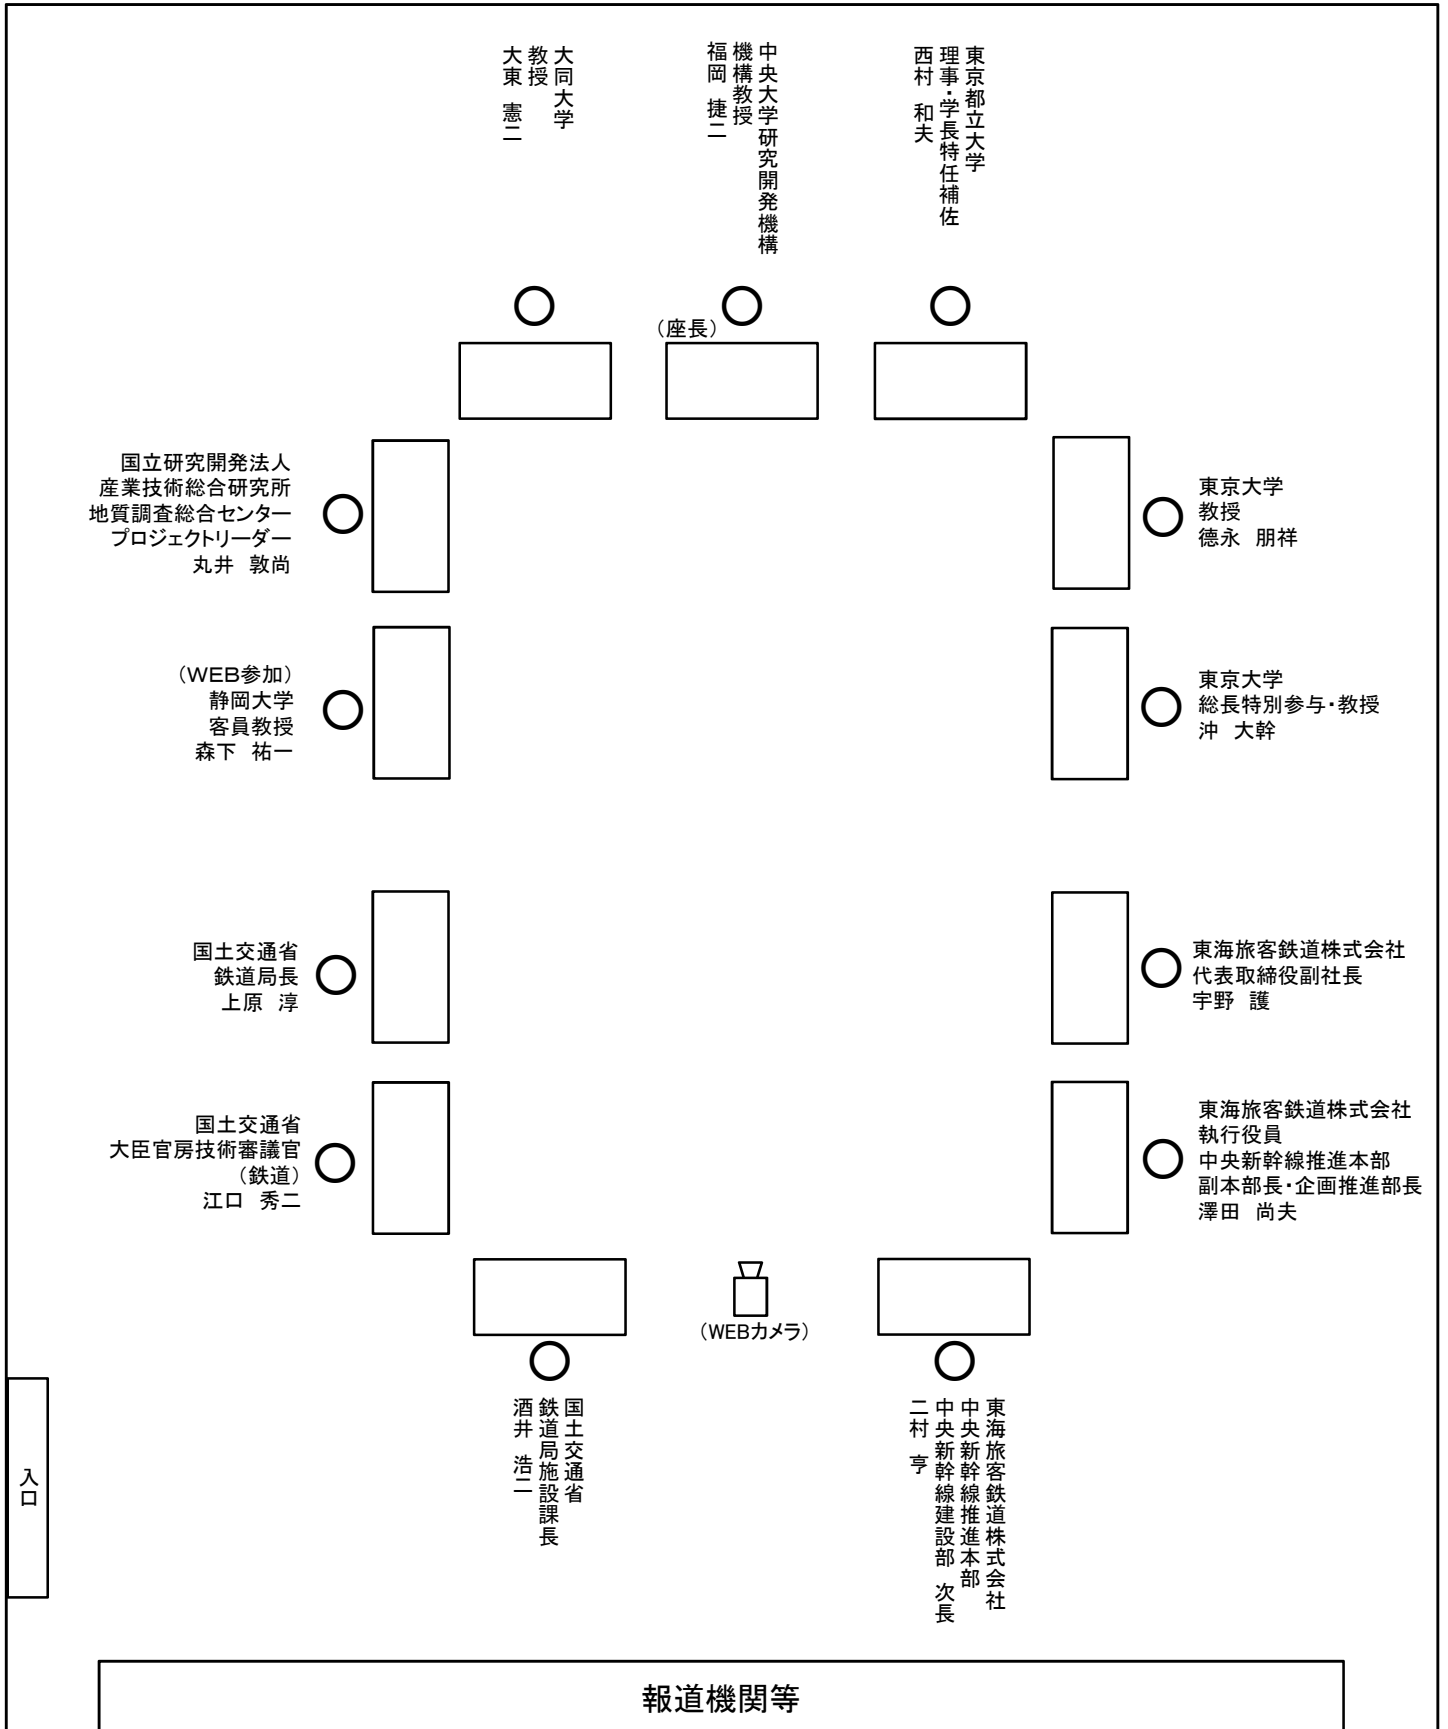 東京都立大学
理事・学長特任補佐
西村　和夫
中央大学研究開発機構
機構教授
福岡　捷二
大同大学
教授
大東　憲二
（座長）
国立研究開発法人
産業技術総合研究所
地質調査総合センター
プロジェクトリーダー
丸井　敦尚
東京大学
教授
德永　朋祥
（WEB参加）
静岡大学
客員教授
森下　祐一
東京大学
総長特別参与・教授
沖　大幹
国土交通省
鉄道局長
上原　淳
東海旅客鉄道株式会社
代表取締役副社長
宇野　護
国土交通省
大臣官房技術審議官
（鉄道）
江口　秀二
東海旅客鉄道株式会社
執行役員
中央新幹線推進本部
副本部長・企画推進部長
澤田　尚夫
（WEBカメラ）
東海旅客鉄道株式会社
中央新幹線推進本部
中央新幹線建設部　次長
二村　亨
国土交通省
鉄道局施設課長
酒井　浩二
入口
報道機関等